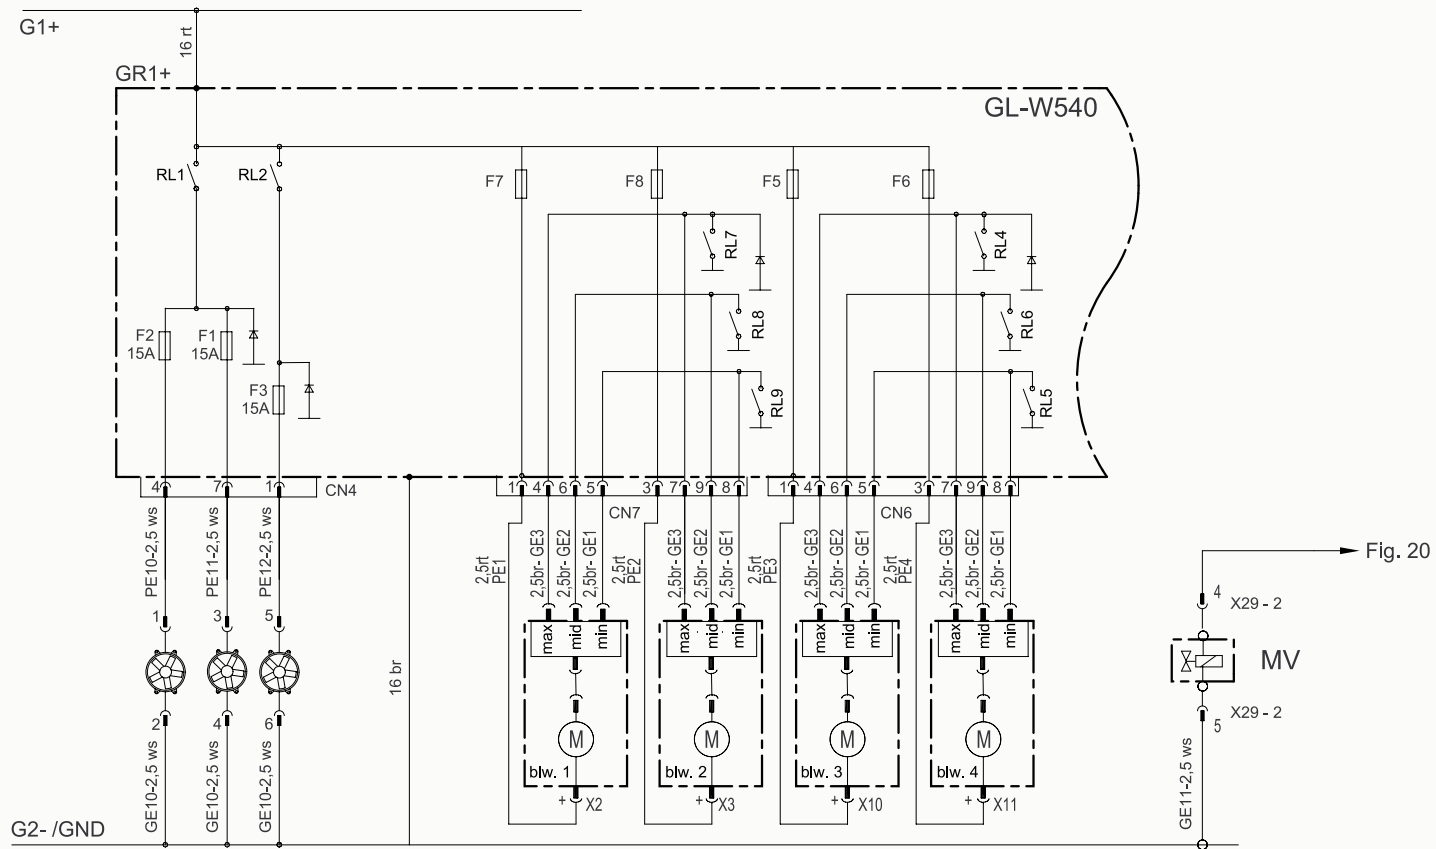 G1+
16 rt
GR1+
GL-W540
RL1
RL2
F7
F8
F5
F6
RL7
RL4
RL8
RL6
RL9
RL5
F2
15A
F1
15A
F3
15A
4
7
1
CN4
1
4
6
5
3
7
9
8
CN7
1
4
6
5
3
7
9
8
CN6
PE10-2,5 ws
PE11-2,5 ws
PE12-2,5 ws
2,5rt
PE1
2,5br- GE3
2,5br- GE2
2,5br- GE1
2,5rt
PE2
2,5br- GE3
2,5br- GE2
2,5br- GE1
2,5rt
PE3
2,5br- GE3
2,5br- GE2
2,5br- GE1
2,5rt
PE4
2,5br- GE3
2,5br- GE2
2,5br- GE1
Fig. 20
4
X29 - 2
1
3
5
max
mid
min
max
mid
min
max
mid
min
max
mid
min
MV
16 br
2
4
6
5
X29 - 2
M
M
M
M
blw. 1
blw. 2
blw. 3
blw. 4
+ X2
+ X3
+ X10
+ X11
GE10-2,5 ws
GE10-2,5 ws
GE10-2,5 ws
GE11-2,5 ws
G2- /GND